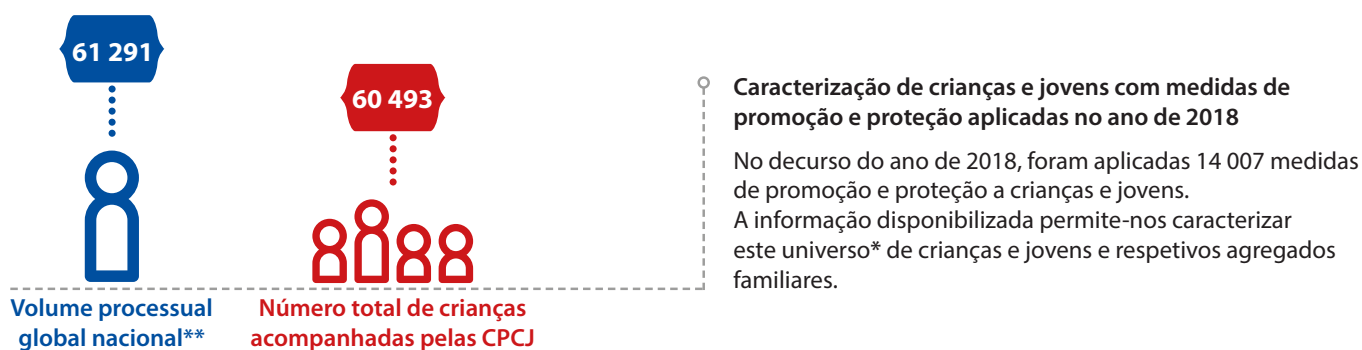 61 291
60 493
Volume processual
global nacional**
Número total de crianças
acompanhadas pelas CPCJ
Caracterização de crianças e jovens com medidas de
promoção e proteção aplicadas no ano de 2018
No decurso do ano de 2018, foram aplicadas 14 007 medidas
de promoção e proteção a crianças e jovens.
A informação disponibilizada permite-nos caracterizar
este universo* de crianças e jovens e respetivos agregados
familiares.